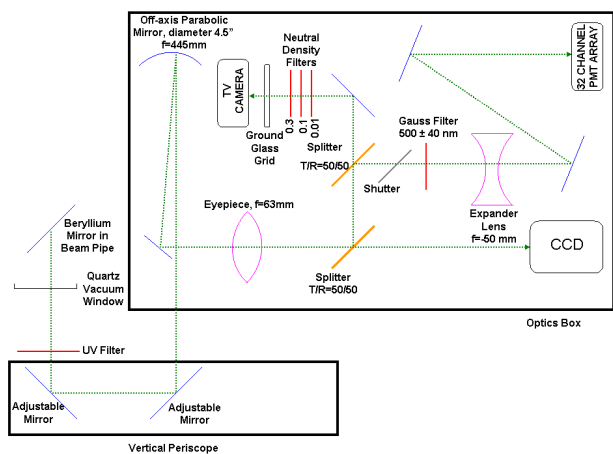 Off-axis Parabolic
Mirror, diameter 4.5"
f=445mm
Neutral
Density
Filters
TV
CAMERA
32 CHANNEL
PMT ARRAY
0.3
0.1
0.01
Ground
Glass
Grid
Splitter
T/R=50/50
Gauss Filter
500 ± 40 nm
Shutter
Eyepiece, f=63mm
Expander
Lens
f=-50 mm
CCD
Splitter
T/R=50/50
Beryllium
Mirror in
Beam Pipe
Quartz
Vacuum
Window
Optics Box
UV Filter
Adjustable
Mirror
Adjustable
Mirror
Vertical Periscope